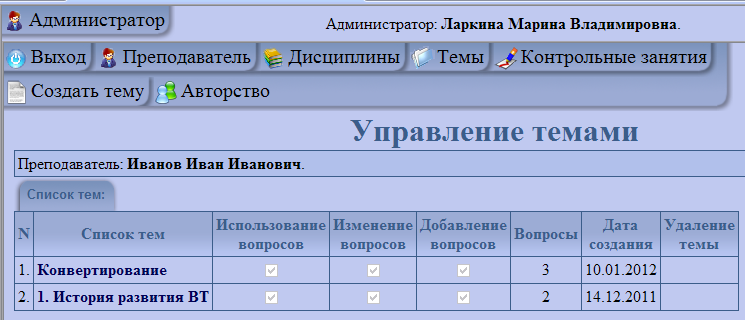 Администратор
Администратор: Ларкина Марина Владимировна.
Выход Преподаватель Дисциплины Темы Контрольные занятия
Создать тему Авторство
Управление темами
Преподаватель: Иванов Иван Иванович.
Список тем:
N Список тем Использование вопросов Изменение вопросов Добавление вопросов Вопросы Дата создания Удаление темы
1. Конвертирование 3 10.01.2012
2. 1. История развития ВТ 2 14.12.2011